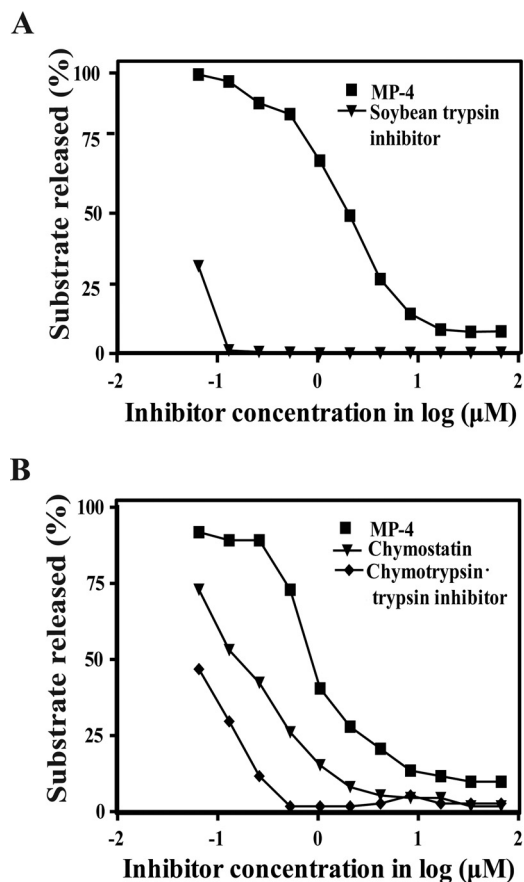 A
Substrate released (%)
100
75
50
25
0
MP-4
Soybean trypsin
inhibitor
-2
-1
0
1
2
Inhibitor concentration in log (μM)
B
Substrate released (%)
100
75
50
25
0
MP-4
Chymostatin
Chymotrypsin·
trypsin inhibitor
-2
-1
0
1
2
Inhibitor concentration in log (μM)